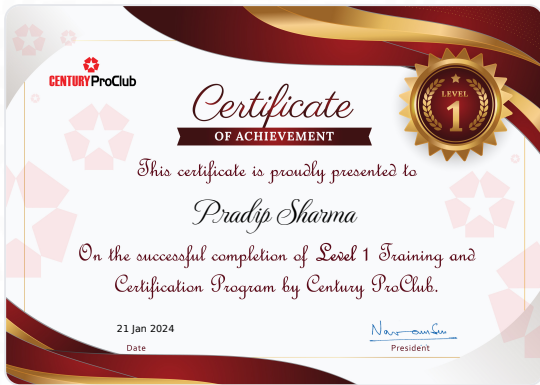 CENTURY ProClub
Certificate
OF ACHIEVEMENT
LEVEL
1
This certificate is proudly presented to
Pradip Sharma
On the successful completion of Level 1 Training and
Certification Program by Century ProClub.
21 Jan 2024
Date
President